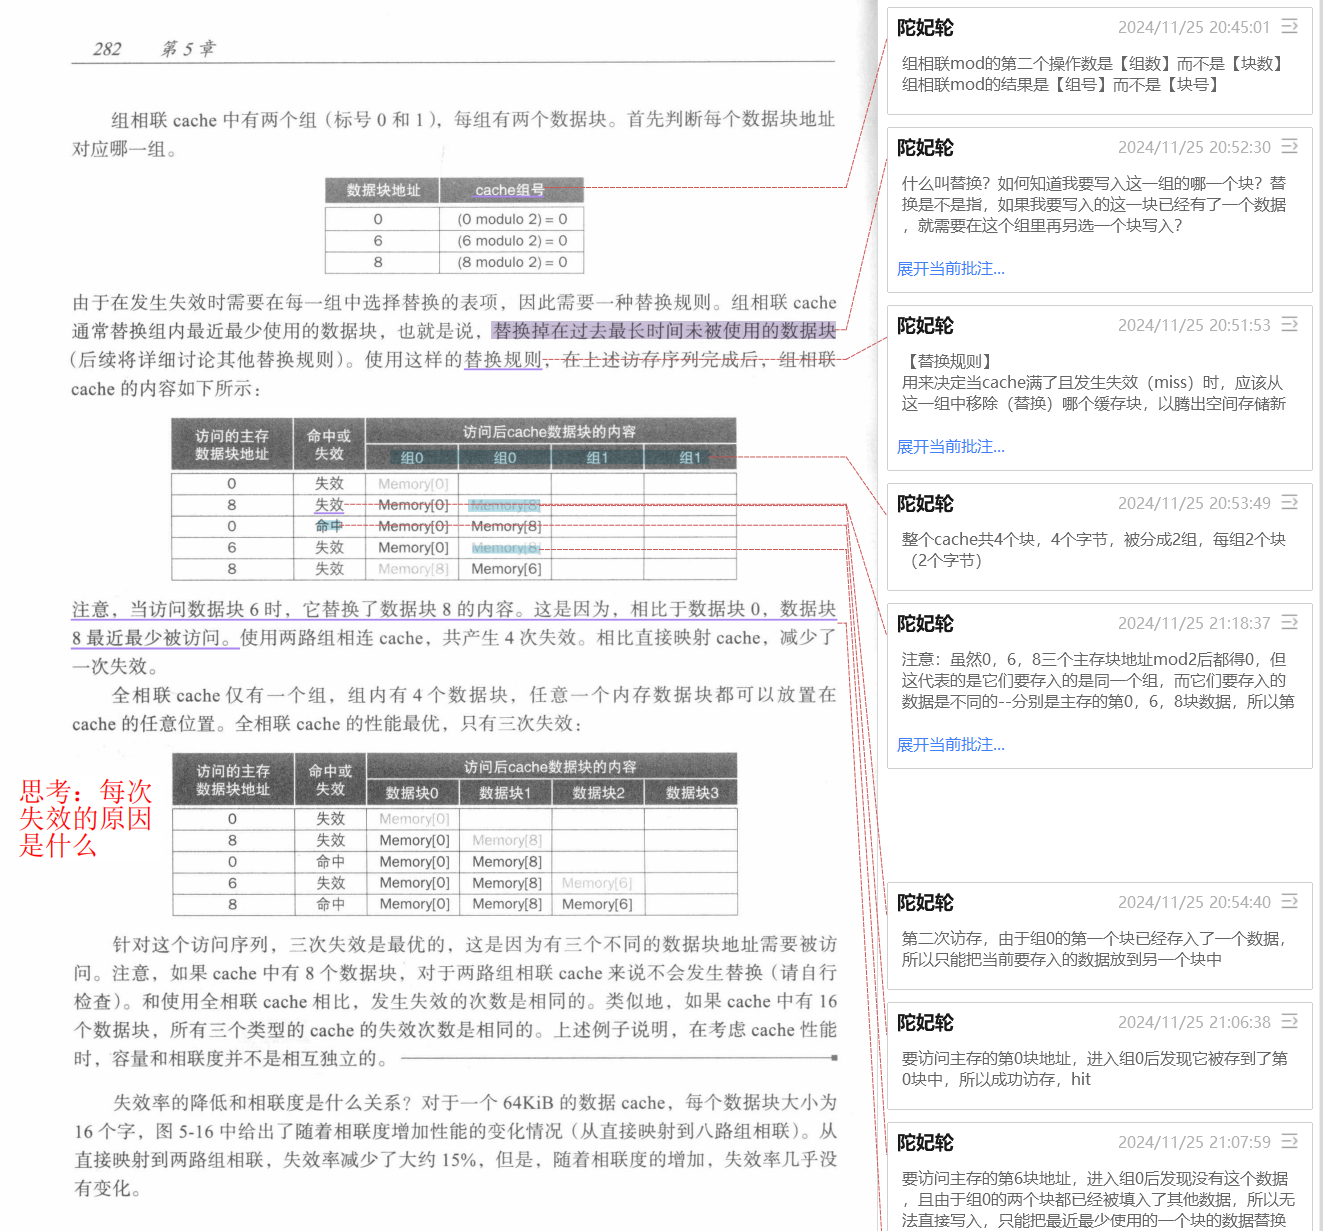 282 第 5 章
组相联 cache 中有两个组（标号 0 和 1），每组有两个数据块。首先判断每个数据块地址
对应哪一组。
数据块地址 cache组号
0 (0 modulo 2) = 0
6 (6 modulo 2) = 0
8 (8 modulo 2) = 0
由于在发生失效时需要在每一组中选择替换的表项，因此需要一种替换规则。组相联 cache
通常替换组内最近最少使用的数据块，也就是说，替换掉在过去最长时间未被使用的数据块
（后续将详细讨论其他替换规则）。使用这样的替换规则，在上述访存序列完成后，组相联
cache 的内容如下所示：
访问的主存 命中或 访问后cache数据块的内容
数据块地址 失效 组0 组0 组1 组1
0 失效 Memory[0]
8 失效 Memory[0] Memory[8]
0 命中 Memory[0] Memory[8]
6 失效 Memory[0] Memory[8]
8 失效 Memory[8] Memory[6]
注意，当访问数据块 6 时，它替换了数据块 8 的内容。这是因为，相比于数据块 0，数据块
8 最近最少被访问。使用两路组相连 cache，共产生 4 次失效。相比直接映射 cache，减少了
一次失效。
全相联 cache 仅有一个组，组内有 4 个数据块，任意一个内存数据块都可以放置在
cache 的任意位置。全相联 cache 的性能最优，只有三次失效：
访问的主存 命中或 访问后cache数据块的内容
数据块地址 失效 数据块0 数据块1 数据块2 数据块3
0 失效 Memory[0]
8 失效 Memory[0] Memory[8]
0 命中 Memory[0] Memory[8]
6 失效 Memory[0] Memory[8] Memory[6]
8 命中 Memory[0] Memory[8] Memory[6]
思考：每次
失效的原因
是什么
针对这个访问序列，三次失效是最优的，这是因为有三个不同的数据块地址需要被访
问。注意，如果 cache 中有 8 个数据块，对于两路组相联 cache 来说不会发生替换（请自行
检查）。和使用全相联 cache 相比，发生失效的次数是相同的。类似地，如果 cache 中有 16
个数据块，所有三个类型的 cache 的失效次数是相同的。上述例子说明，在考虑 cache 性能
时，容量和相联度并不是相互独立的。
失效率的降低和相联度是什么关系？对于一个 64KiB 的数据 cache，每个数据块大小为
16 个字，图 5-16 中给出了随着相联度增加性能的变化情况（从直接映射到八路组相联）。从
直接映射到两路组相联，失效率减少了大约 15%，但是，随着相联度的增加，失效率几乎没
有变化。
陀妃轮 2024/11/25 20:45:01
组相联mod的第二个操作数是【组数】而不是【块数】
组相联mod的结果是【组号】而不是【块号】
陀妃轮 2024/11/25 20:52:30
什么叫替换？如何知道我要写入这一组的哪一个块？替
换是不是指，如果我要写入的这一块已经有了一个数据
，就需要在这个组里再另选一个块写入？
展开当前批注...
陀妃轮 2024/11/25 20:51:53
【替换规则】
用来决定当cache满了且发生失效（miss）时，应该从
这一组中移除（替换）哪个缓存块，以腾出空间存储新
展开当前批注...
陀妃轮 2024/11/25 20:53:49
整个cache共4个块，4个字节，被分成2组，每组2个块
（2个字节）
陀妃轮 2024/11/25 21:18:37
注意：虽然0，6，8三个主存块地址mod2后都得0，但
这代表的是它们要存入的是同一个组，而它们要存入的
数据是不同的--分别是主存的第0，6，8块数据，所以第
展开当前批注...
陀妃轮 2024/11/25 20:54:40
第二次访存，由于组0的第一个块已经存入了一个数据，
所以只能把当前要存入的数据放到另一个块中
陀妃轮 2024/11/25 21:06:38
要访问主存的第0块地址，进入组0后发现它被存到了第
0块中，所以成功访存，hit
陀妃轮 2024/11/25 21:07:59
要访问主存的第6块地址，进入组0后发现没有这个数据
，且由于组0的两个块都已经被填入了其他数据，所以无
法直接写入，只能把最近最少使用的一个块的数据替换